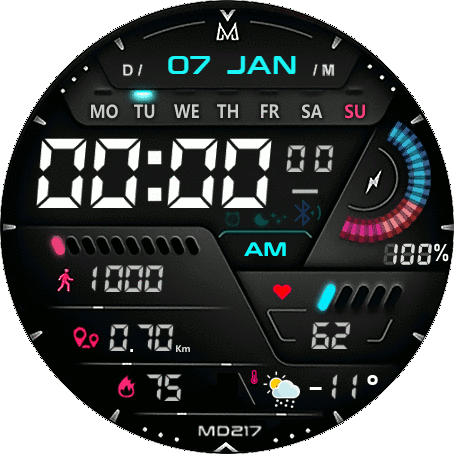 M
D/ 07 JAN /M
MO TU WE TH FR SA SU
00:00 00
AM
100%
1000
62
0.70 Km
75
-11°
MD217